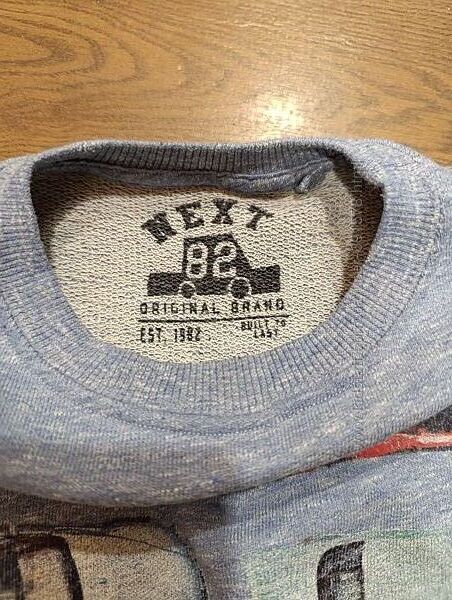 NEXT
82
ORIGINAL BRAND
EST. 1982 BUILT TO
LAST